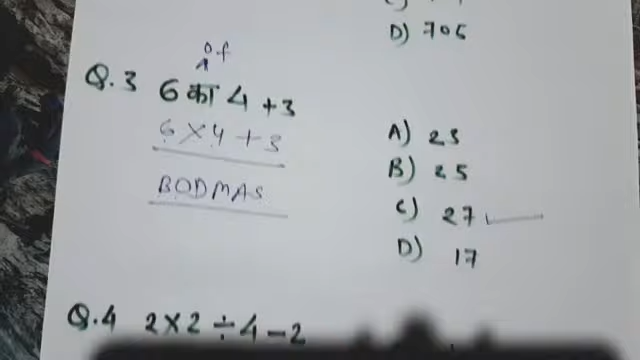 D) 706
of
Q.3 6 का 4 + 3
6 × 4 + 3
BODMAS
A) 23
B) 25
C) 27
D) 17
Q.4 2 × 2 ÷ 4 - 2